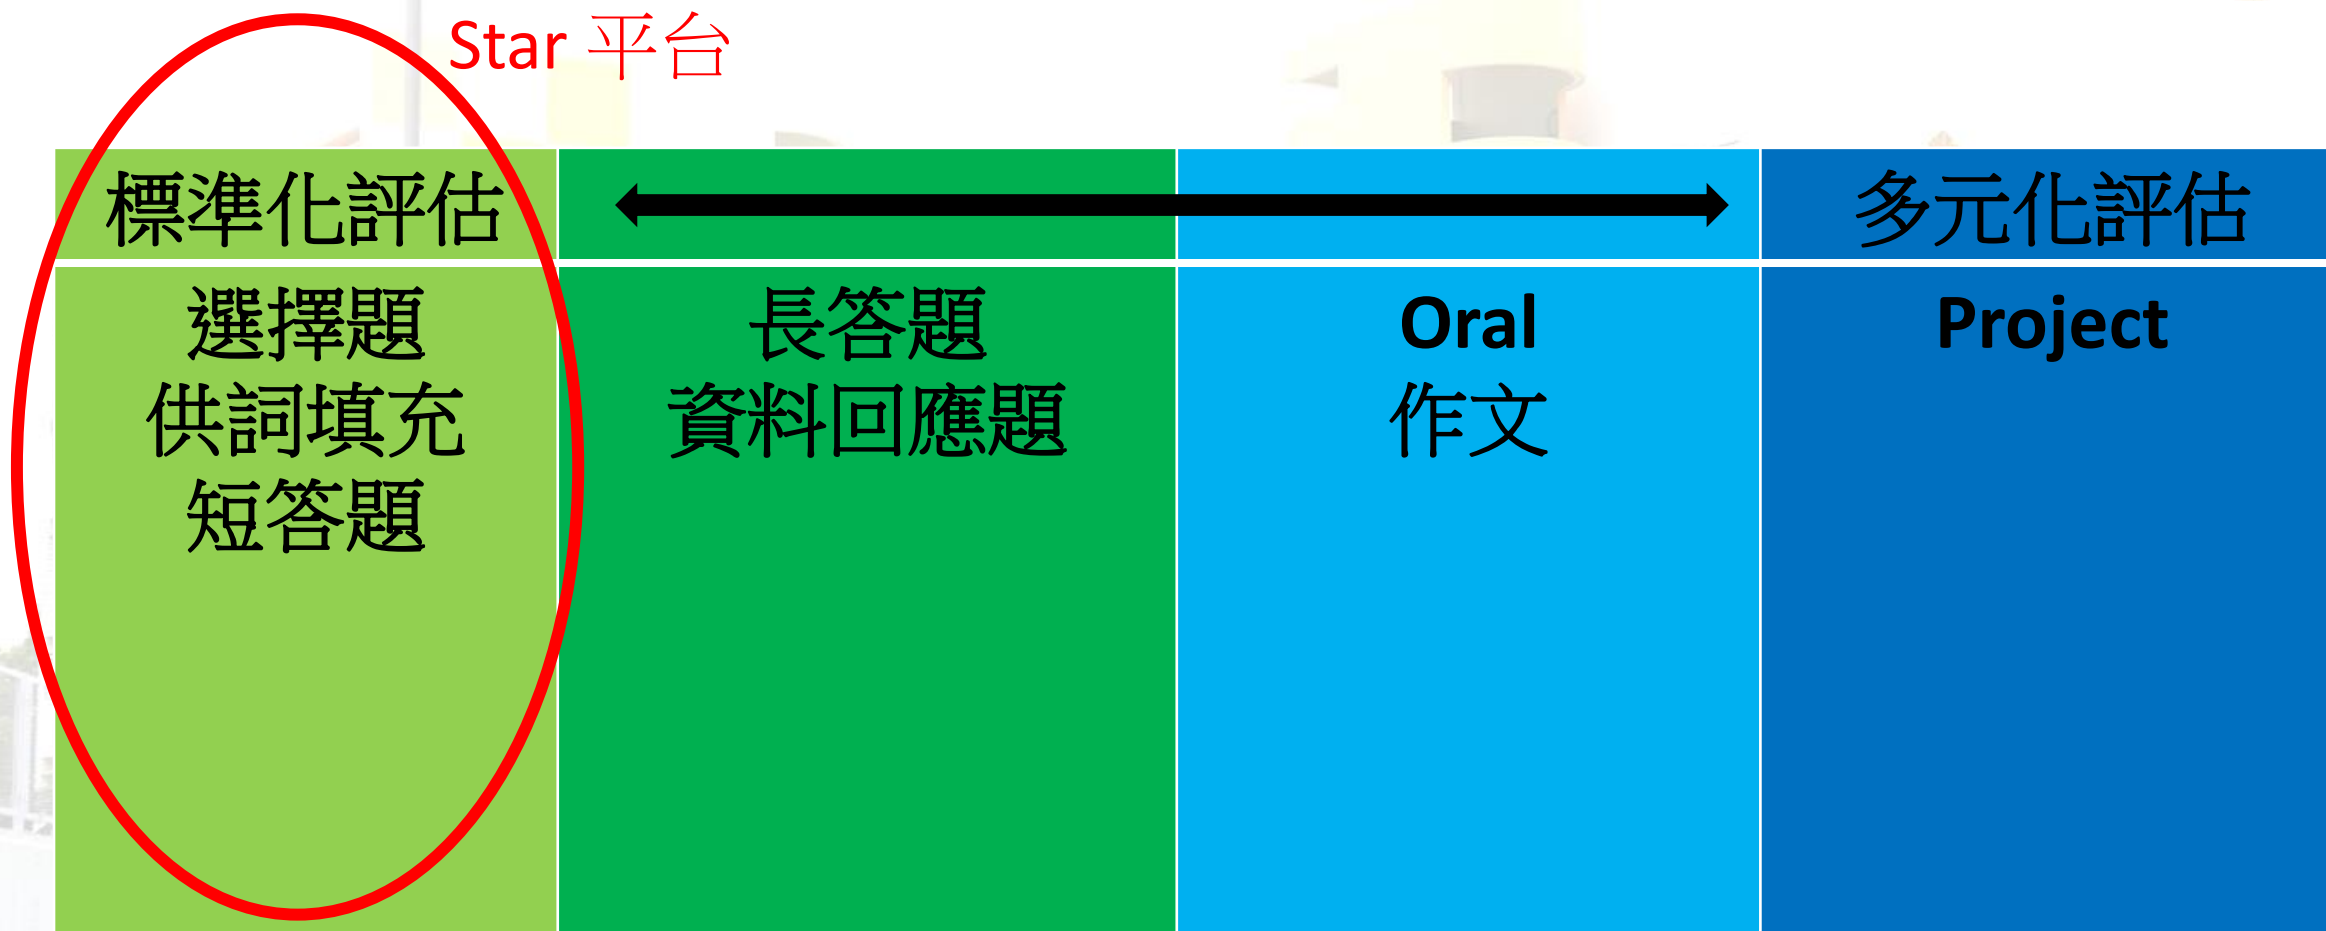 Star 平台
標準化評估
多元化評估
選擇題
供詞填充
短答題
長答題
資料回應題
Oral
作文
Project